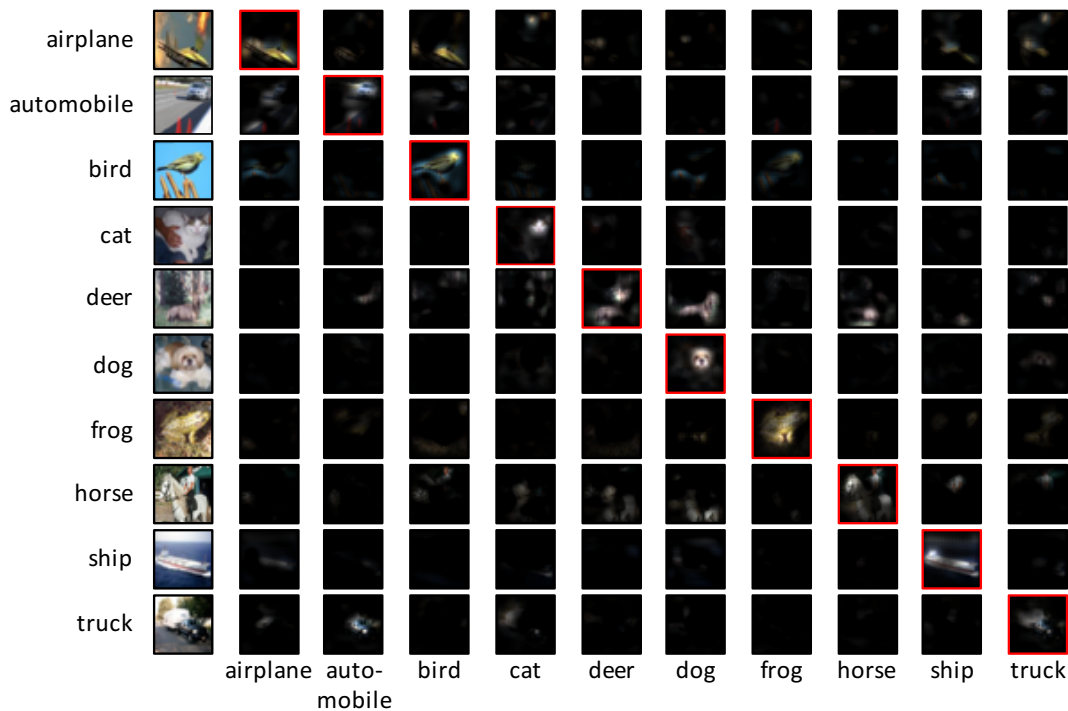 airplane
automobile
bird
cat
deer
dog
frog
horse
ship
truck
airplane auto- bird cat deer dog frog horse ship truck
mobile